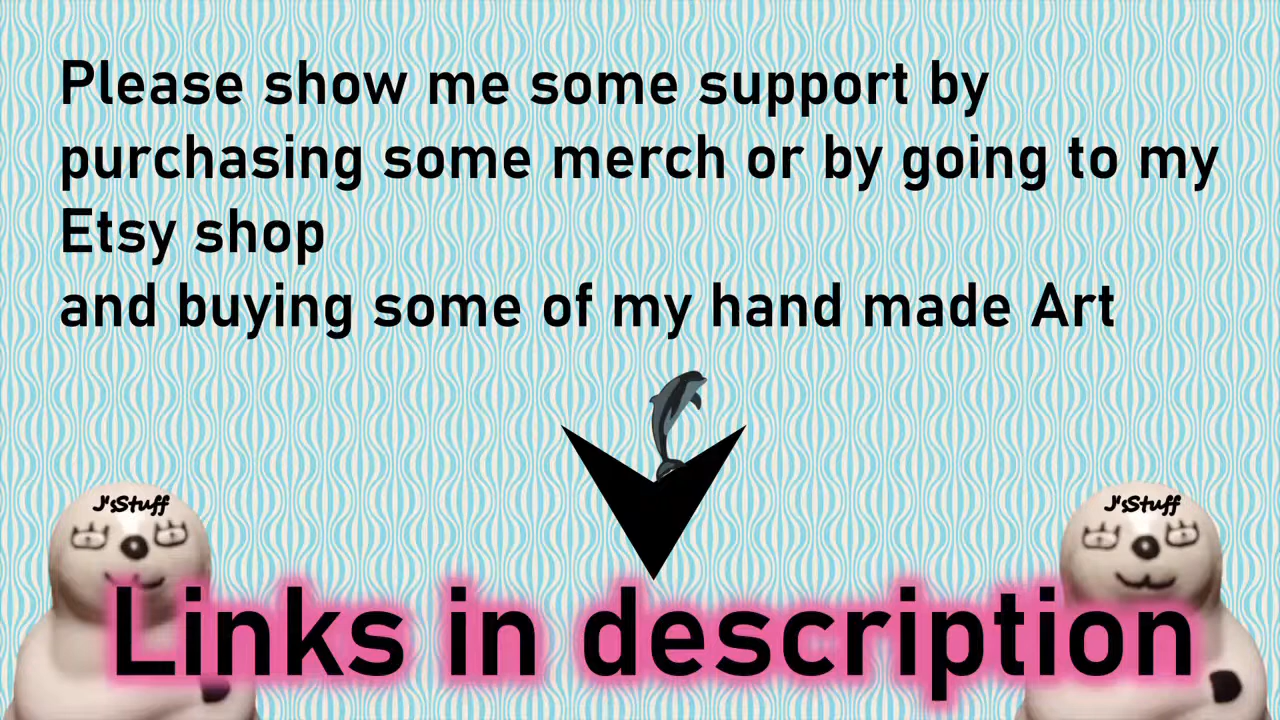 Please show me some support by
purchasing some merch or by going to my
Etsy shop
and buying some of my hand made Art
J'sStuff
J'sStuff
Links in description